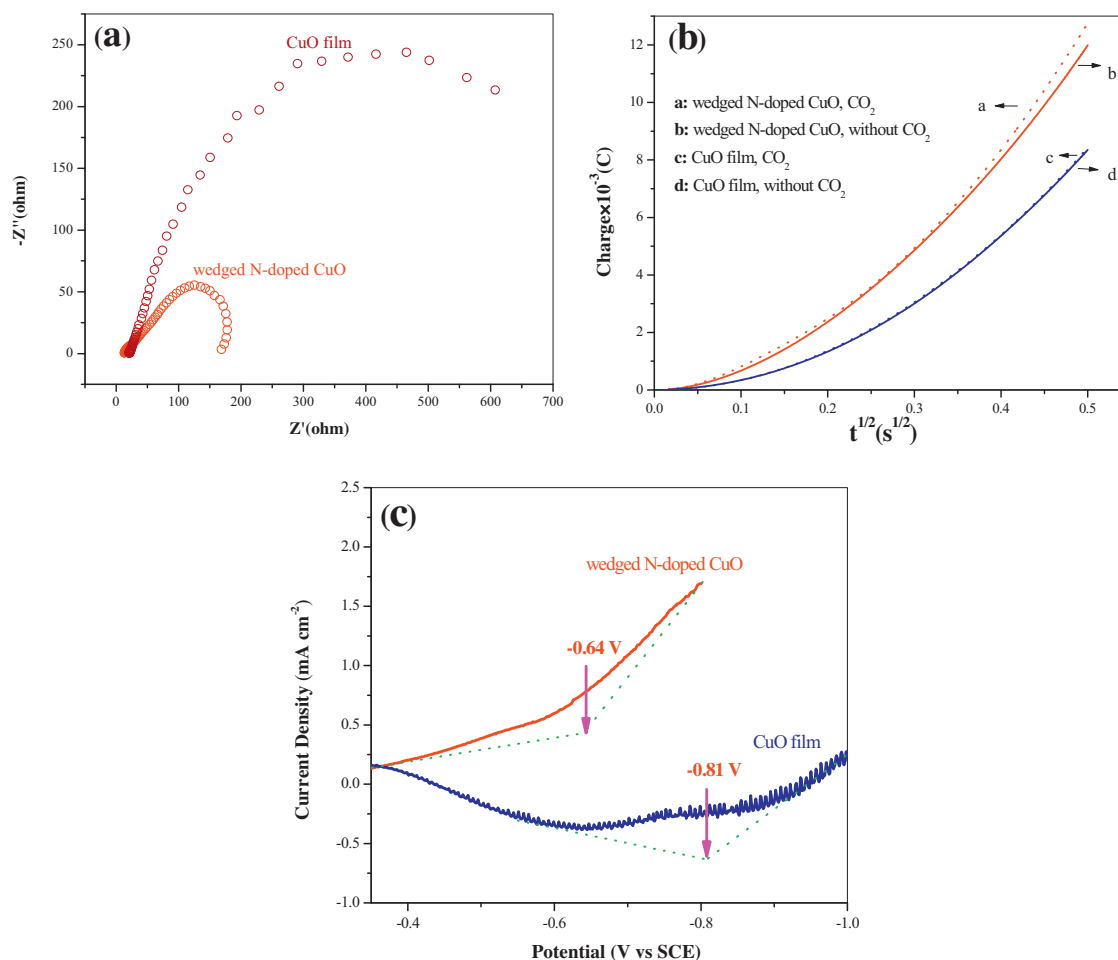 (a)
CuO film
wedged N-doped CuO
-Z''(ohm)
250
200
150
100
50
0
0 100 200 300 400 500 600 700
Z'(ohm)
(b)
a: wedged N-doped CuO, CO₂
b: wedged N-doped CuO, without CO₂
c: CuO film, CO₂
d: CuO film, without CO₂
a
b
c
d
Charge×10⁻³(C)
12
10
8
6
4
2
0
0.0 0.1 0.2 0.3 0.4 0.5
t^1/2(s^1/2)
(c)
wedged N-doped CuO
-0.64 V
CuO film
-0.81 V
Current Density (mA cm⁻²)
2.5
2.0
1.5
1.0
0.5
0.0
-0.5
-1.0
-0.4 -0.6 -0.8 -1.0
Potential (V vs SCE)